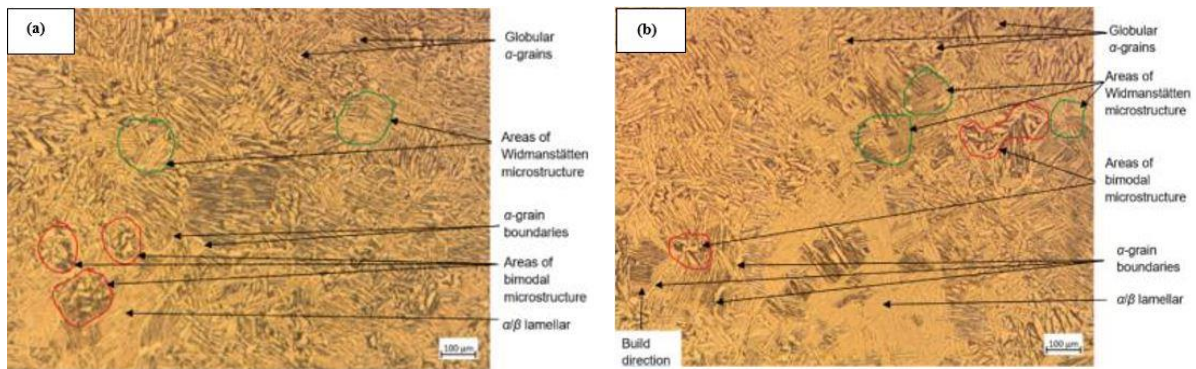 (a)
Globular
α-grains
Areas of
Widmanstätten
microstructure
α-grain
boundaries
Areas of
bimodal
microstructure
α/β lamellar
100 µm
(b)
Globular
α-grains
Areas of
Widmanstätten
microstructure
Areas of
bimodal
microstructure
α-grain
boundaries
α/β lamellar
Build
direction
100 µm